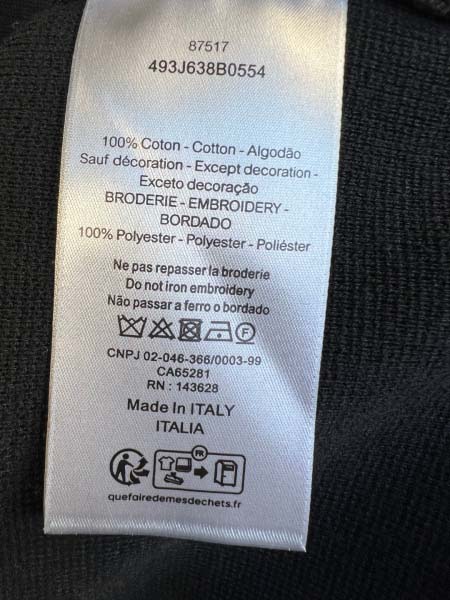 87517
493J638B0554
100% Coton - Cotton - Algodão
Sauf décoration - Except decoration -
Exceto decoração
BRODERIE - EMBROIDERY -
BORDADO
100% Polyester - Polyester - Poliéster
Ne pas repasser la broderie
Do not iron embroidery
Não passar a ferro o bordado
F
CNPJ 02-046-366/0003-99
CA65281
RN : 143628
Made In ITALY
ITALIA
FR
quefairedemesdechets.fr